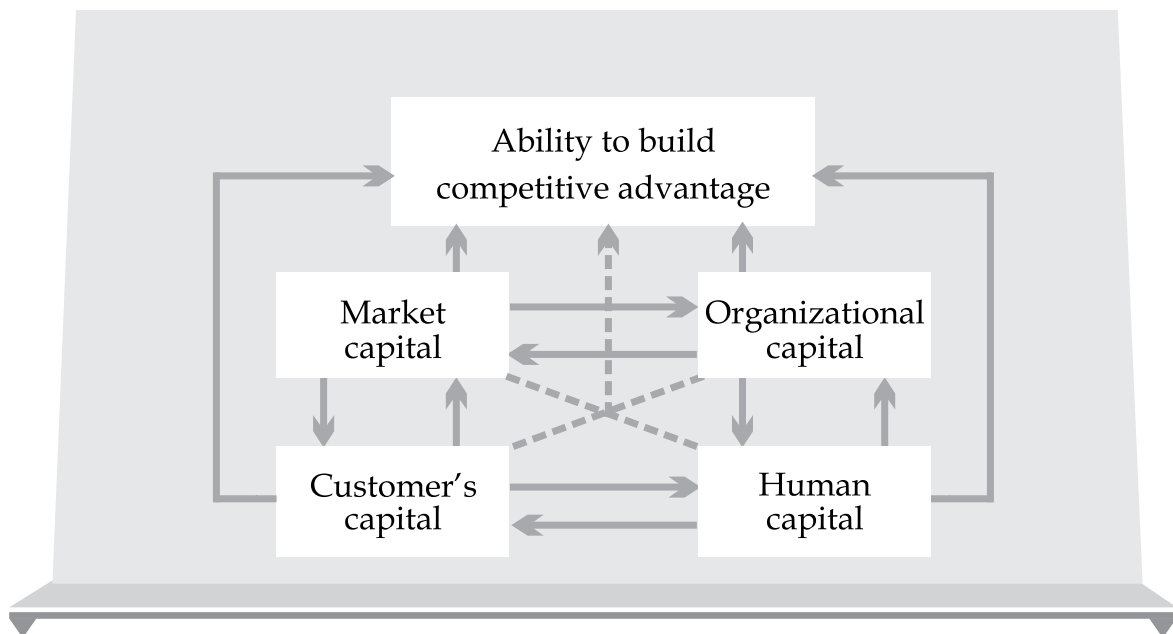 Ability to build
competitive advantage
Market
capital
Organizational
capital
Customer’s
capital
Human
capital